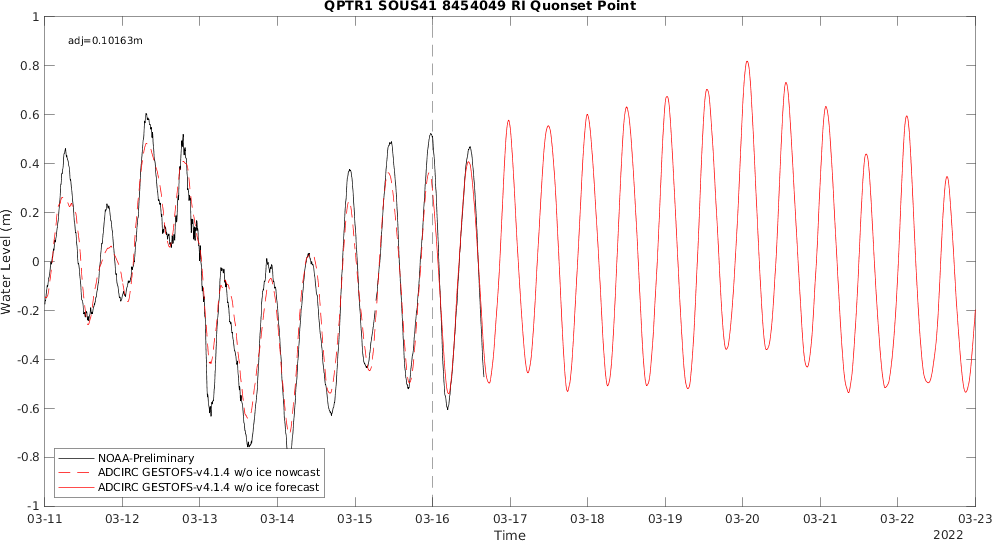 QPTR1 SOUS41 8454049 RI Quonset Point
adj=0.10163m
1
0.8
0.6
0.4
0.2
0
-0.2
-0.4
-0.6
-0.8
-1
Water Level (m)
NOAA-Preliminary
ADCIRC GESTOFS-v4.1.4 w/o ice nowcast
ADCIRC GESTOFS-v4.1.4 w/o ice forecast
03-11 03-12 03-13 03-14 03-15 03-16 03-17 03-18 03-19 03-20 03-21 03-22 03-23
Time
2022